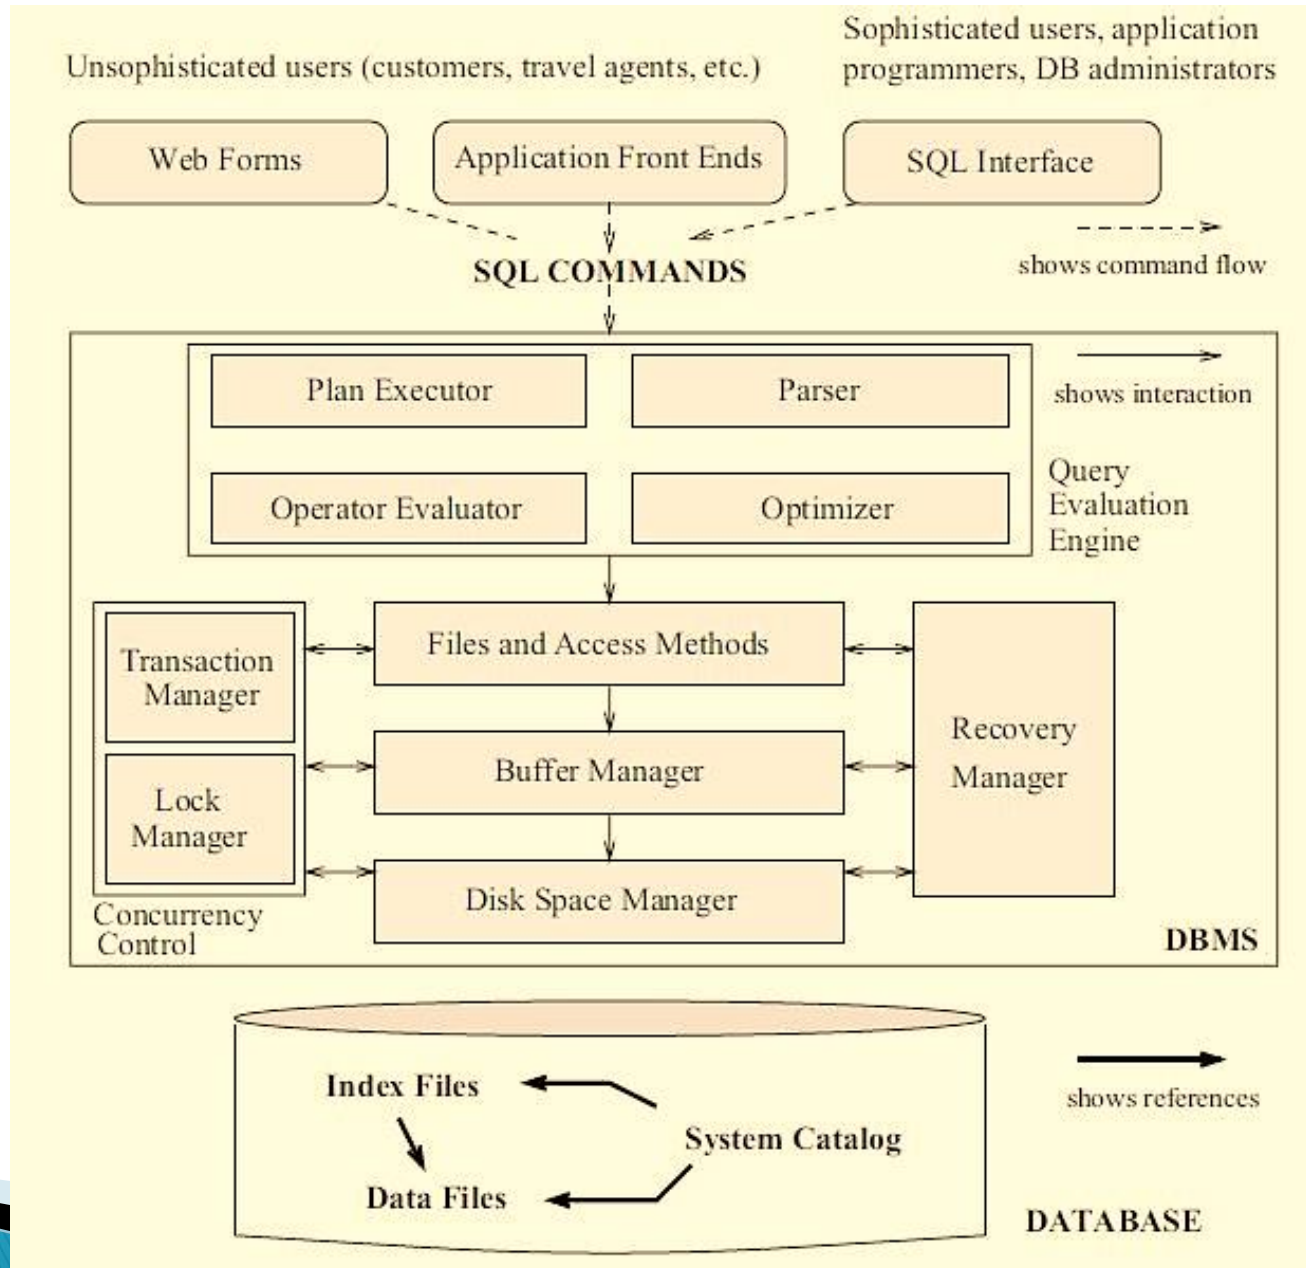 Unsophisticated users (customers, travel agents, etc.)
Sophisticated users, application
programmers, DB administrators
Web Forms
Application Front Ends
SQL Interface
SQL COMMANDS
shows command flow
Plan Executor
Parser
shows interaction
Operator Evaluator
Optimizer
Query
Evaluation
Engine
Transaction
Manager
Files and Access Methods
Recovery
Manager
Buffer Manager
Lock
Manager
Disk Space Manager
Concurrency
Control
DBMS
Index Files
shows references
System Catalog
Data Files
DATABASE